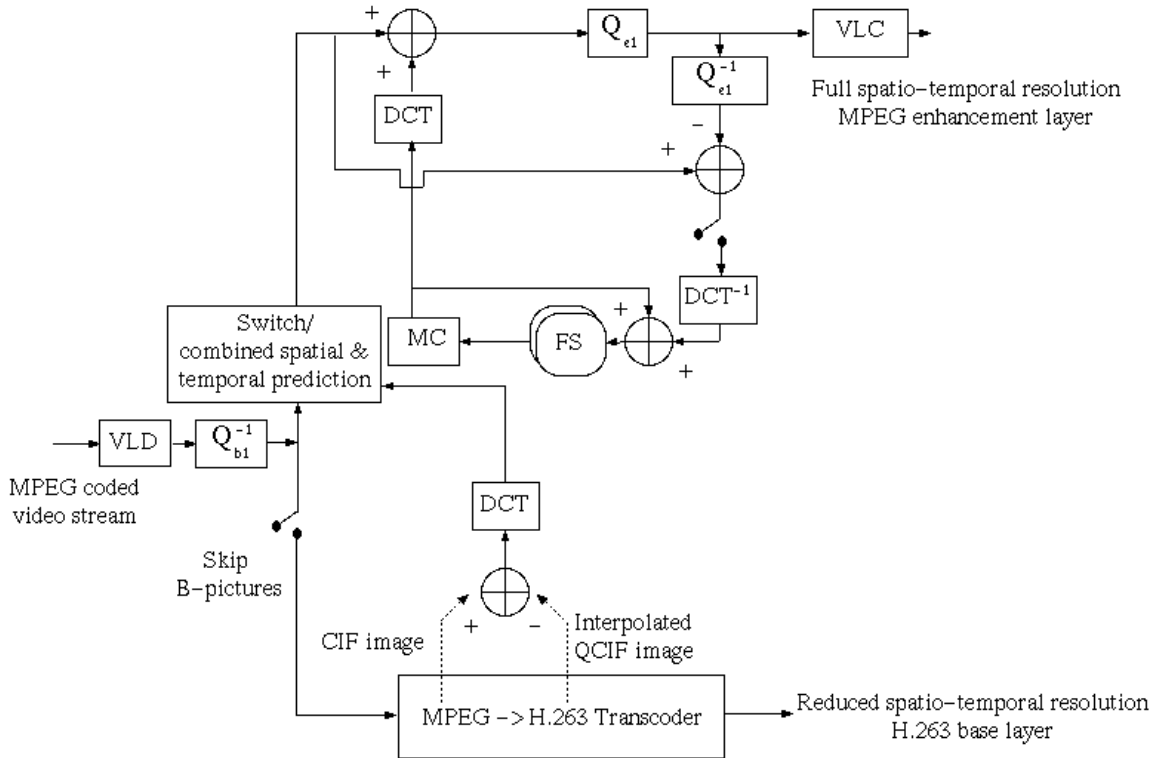 +
+
Q e1
VLC
DCT
Q e1 −1
Full spatio−temporal resolution
MPEG enhancement layer
−
+
DCT −1
Switch/
combined spatial &
temporal prediction
MC
FS
+
+
VLD
Q b1 −1
MPEG coded
video stream
DCT
Skip
B−pictures
CIF image
+
−
Interpolated
QCIF image
MPEG −> H.263 Transcoder
Reduced spatio−temporal resolution
H.263 base layer